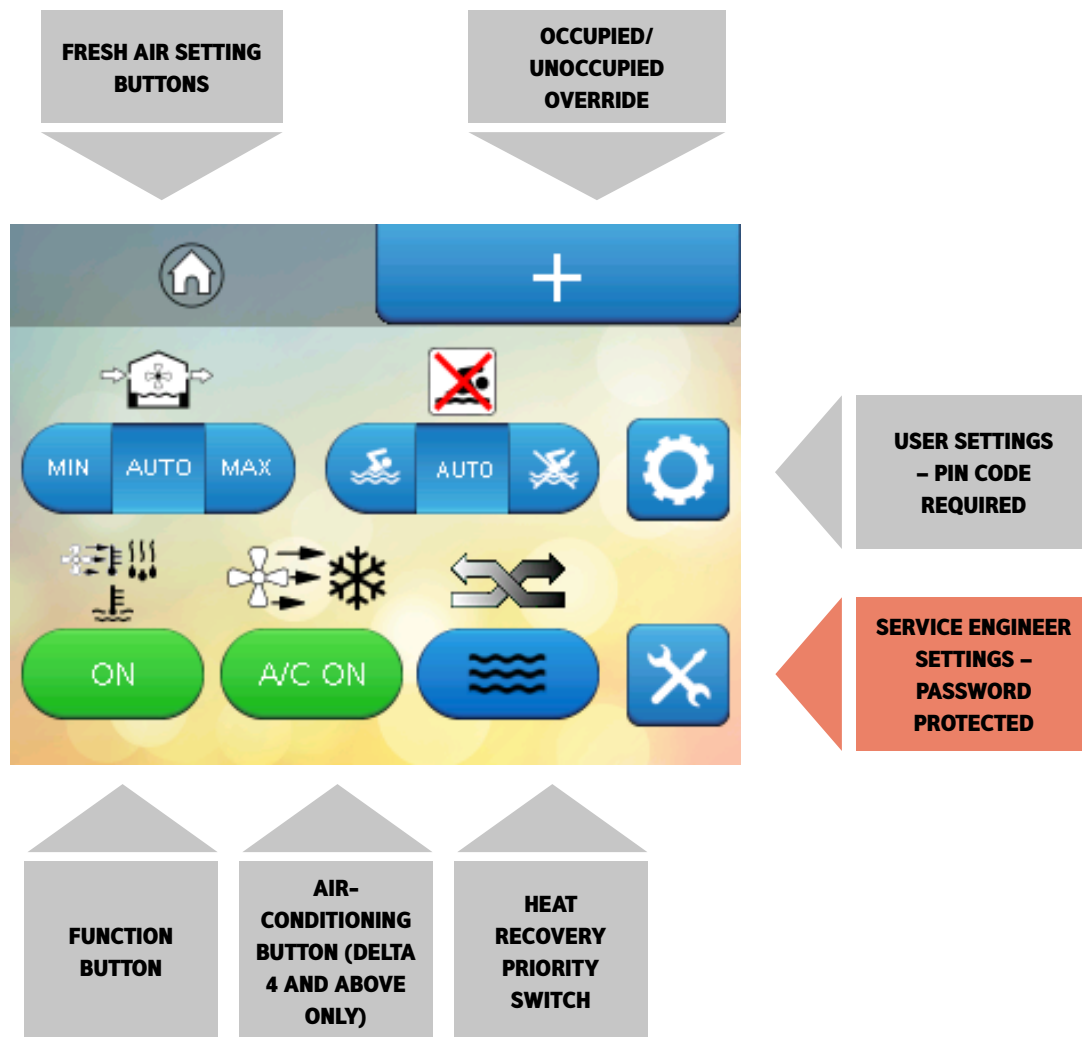 FRESH AIR SETTING
BUTTONS
OCCUPIED/
UNOCCUPIED
OVERRIDE
MIN AUTO MAX
AUTO
USER SETTINGS
– PIN CODE
REQUIRED
ON
A/C ON
SERVICE ENGINEER
SETTINGS –
PASSWORD
PROTECTED
FUNCTION
BUTTON
AIR-
CONDITIONING
BUTTON (DELTA
4 AND ABOVE
ONLY)
HEAT
RECOVERY
PRIORITY
SWITCH